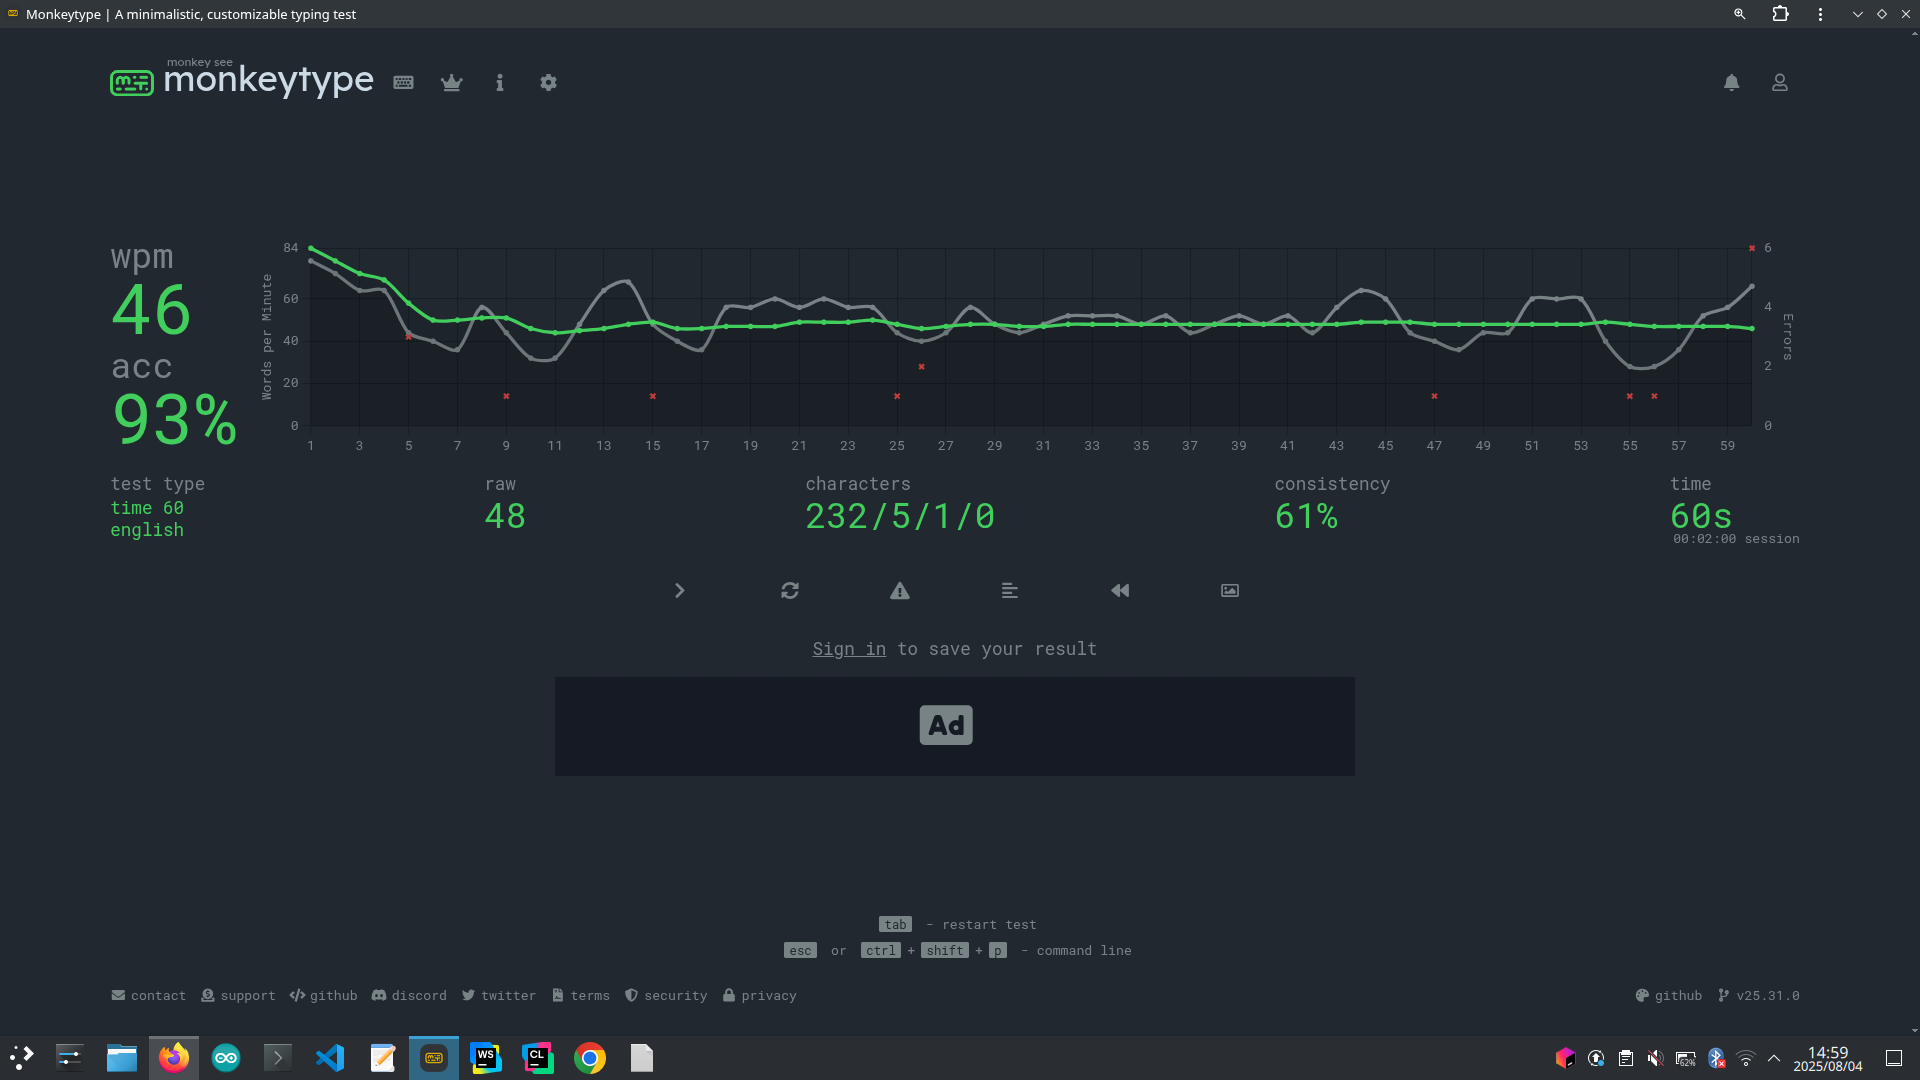 Monkeytype | A minimalistic, customizable typing test
monkey see
monkeytype
wpm
46
acc
93%
Words per Minute
84
60
40
20
0
1 3 5 7 9 11 13 15 17 19 21 23 25 27 29 31 33 35 37 39 41 43 45 47 49 51 53 55 57 59
6
4
2
0
Errors
test type
time 60
english
raw
48
characters
232/5/1/0
consistency
61%
time
60s
00:02:00 session
Sign in to save your result
Ad
tab - restart test
esc or ctrl + shift + p - command line
contact support github discord twitter terms security privacy
github v25.31.0
WS
CL
62%
14:59
2025/08/04